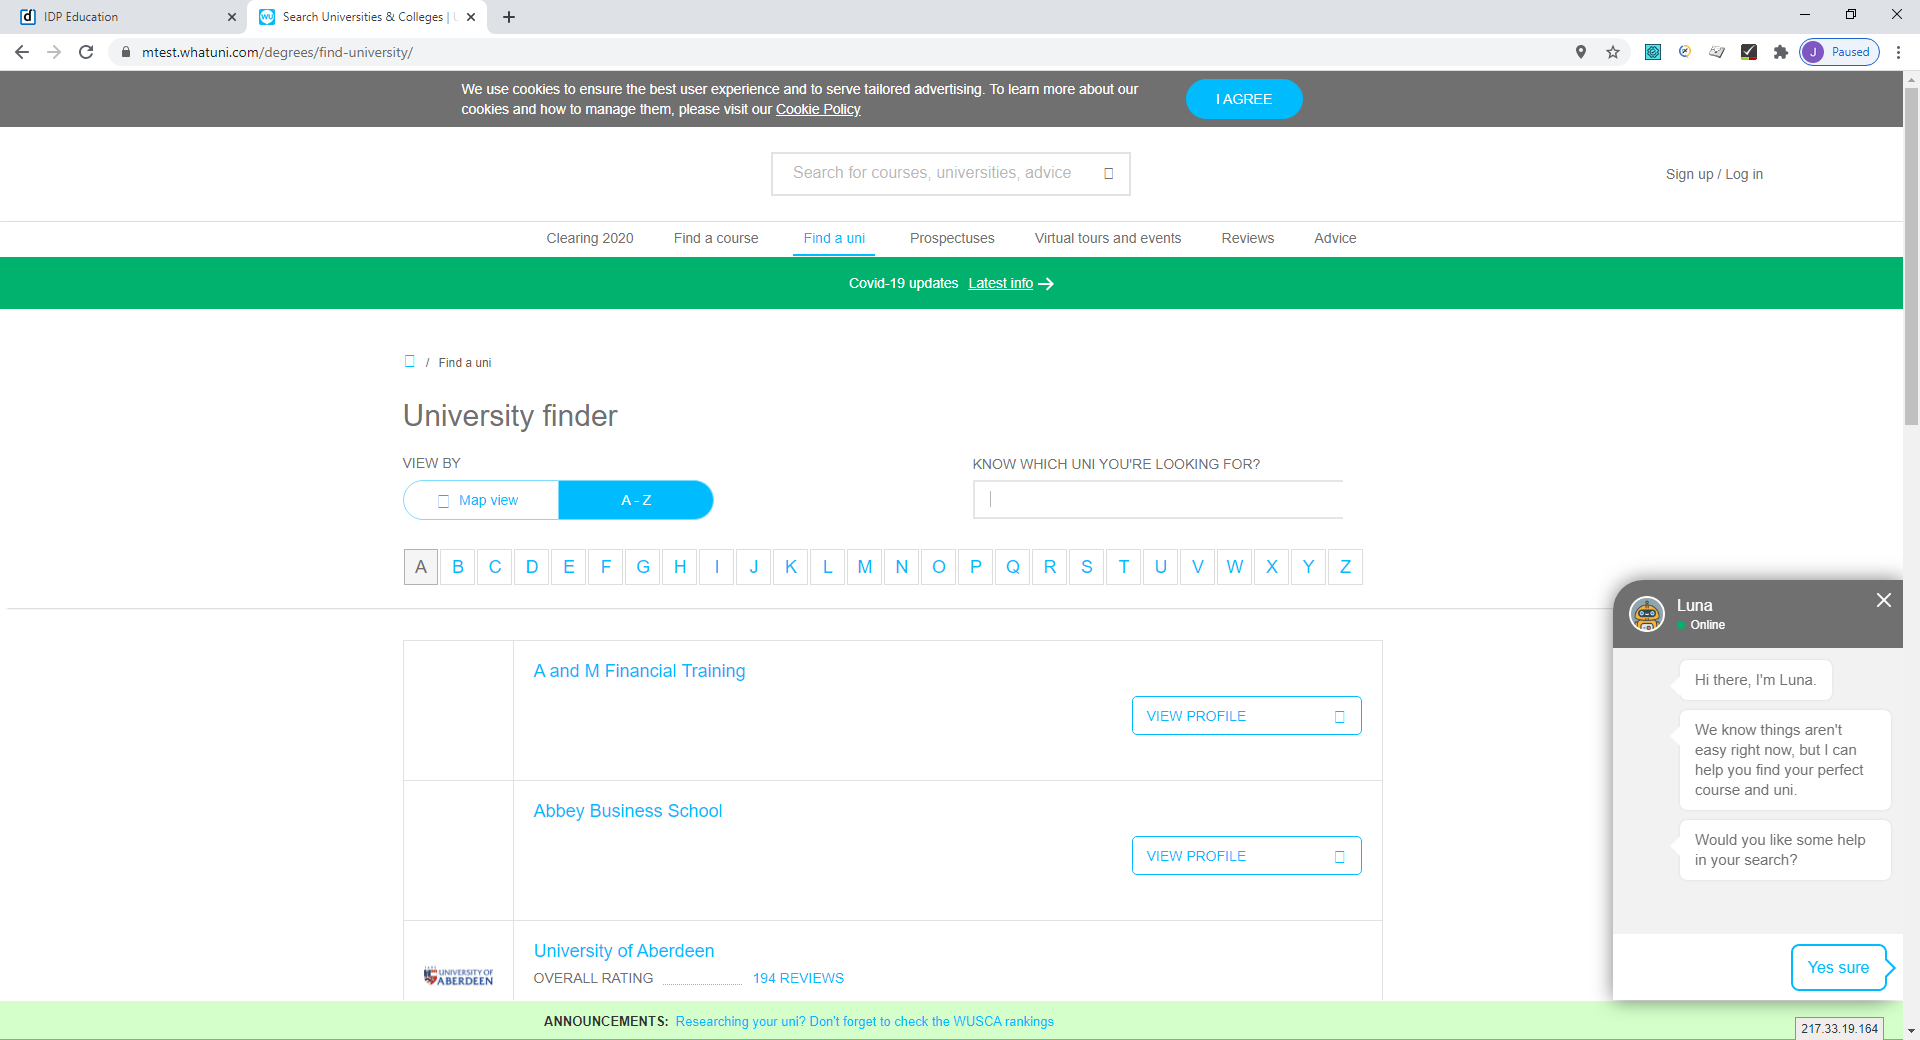 IDP Education
Search Universities & Colleges | U
mtest.whatuni.com/degrees/find-university/
J Paused
We use cookies to ensure the best user experience and to serve tailored advertising. To learn more about our
cookies and how to manage them, please visit our Cookie Policy
I AGREE
Search for courses, universities, advice
Sign up / Log in
Clearing 2020 Find a course Find a uni Prospectuses Virtual tours and events Reviews Advice
Covid-19 updates Latest info
/ Find a uni
University finder
VIEW BY
KNOW WHICH UNI YOU'RE LOOKING FOR?
Map view A - Z
A B C D E F G H I J K L M N O P Q R S T U V W X Y Z
A and M Financial Training
VIEW PROFILE
Abbey Business School
VIEW PROFILE
UNIVERSITY OF
ABERDEEN
University of Aberdeen
OVERALL RATING 194 REVIEWS
Luna
Online
Hi there, I'm Luna.
We know things aren't
easy right now, but I can
help you find your perfect
course and uni.
Would you like some help
in your search?
Yes sure
ANNOUNCEMENTS: Researching your uni? Don't forget to check the WUSCA rankings
217.33.19.164